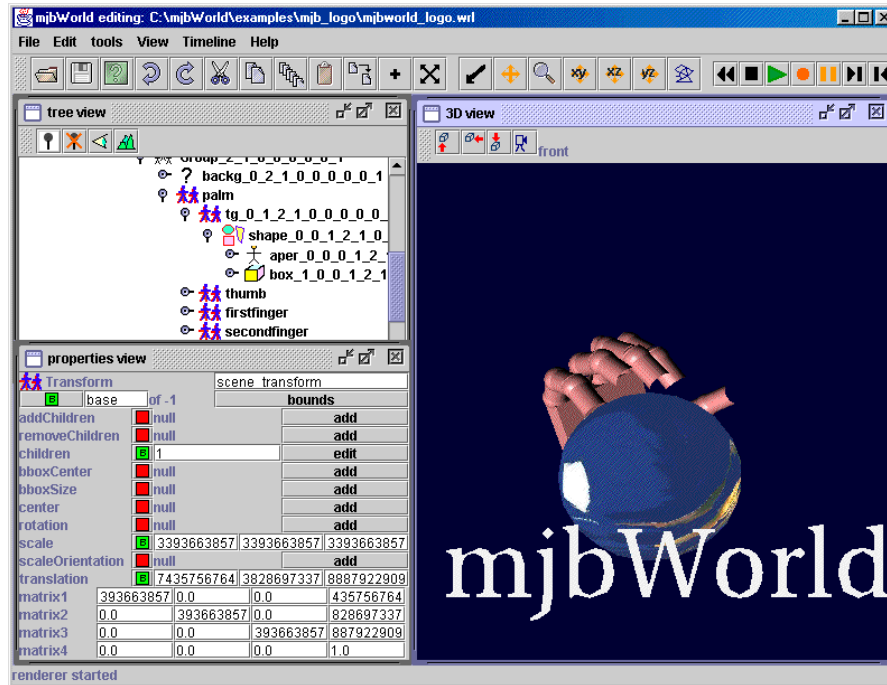 mjbWorld editing: C:\mjbWorld\examples\mjb_logo\mjbworld_logo.wrl
File Edit tools View Timeline Help
xy xz yz
tree view
backg_0_2_1_0_0_0_0_0_1
palm
tg_0_1_2_1_0_0_0_0_0_
shape_0_0_1_2_1_0_
aper_0_0_0_1_2_
box_1_0_0_1_2_1
thumb
firstfinger
secondfinger
properties view
Transform scene_transform
B base of -1 bounds
addChildren null add
removeChildren null add
children B 1 edit
bboxCenter null add
bboxSize null add
center null add
rotation null add
scale B 3393663857 3393663857 3393663857
scaleOrientation null add
translation B 7435756764 3828697337 8887922909
matrix1 393663857 0.0 0.0 435756764
matrix2 0.0 393663857 0.0 828697337
matrix3 0.0 0.0 393663857 887922909
matrix4 0.0 0.0 0.0 1.0
3D view
front
mjbWorld
renderer started